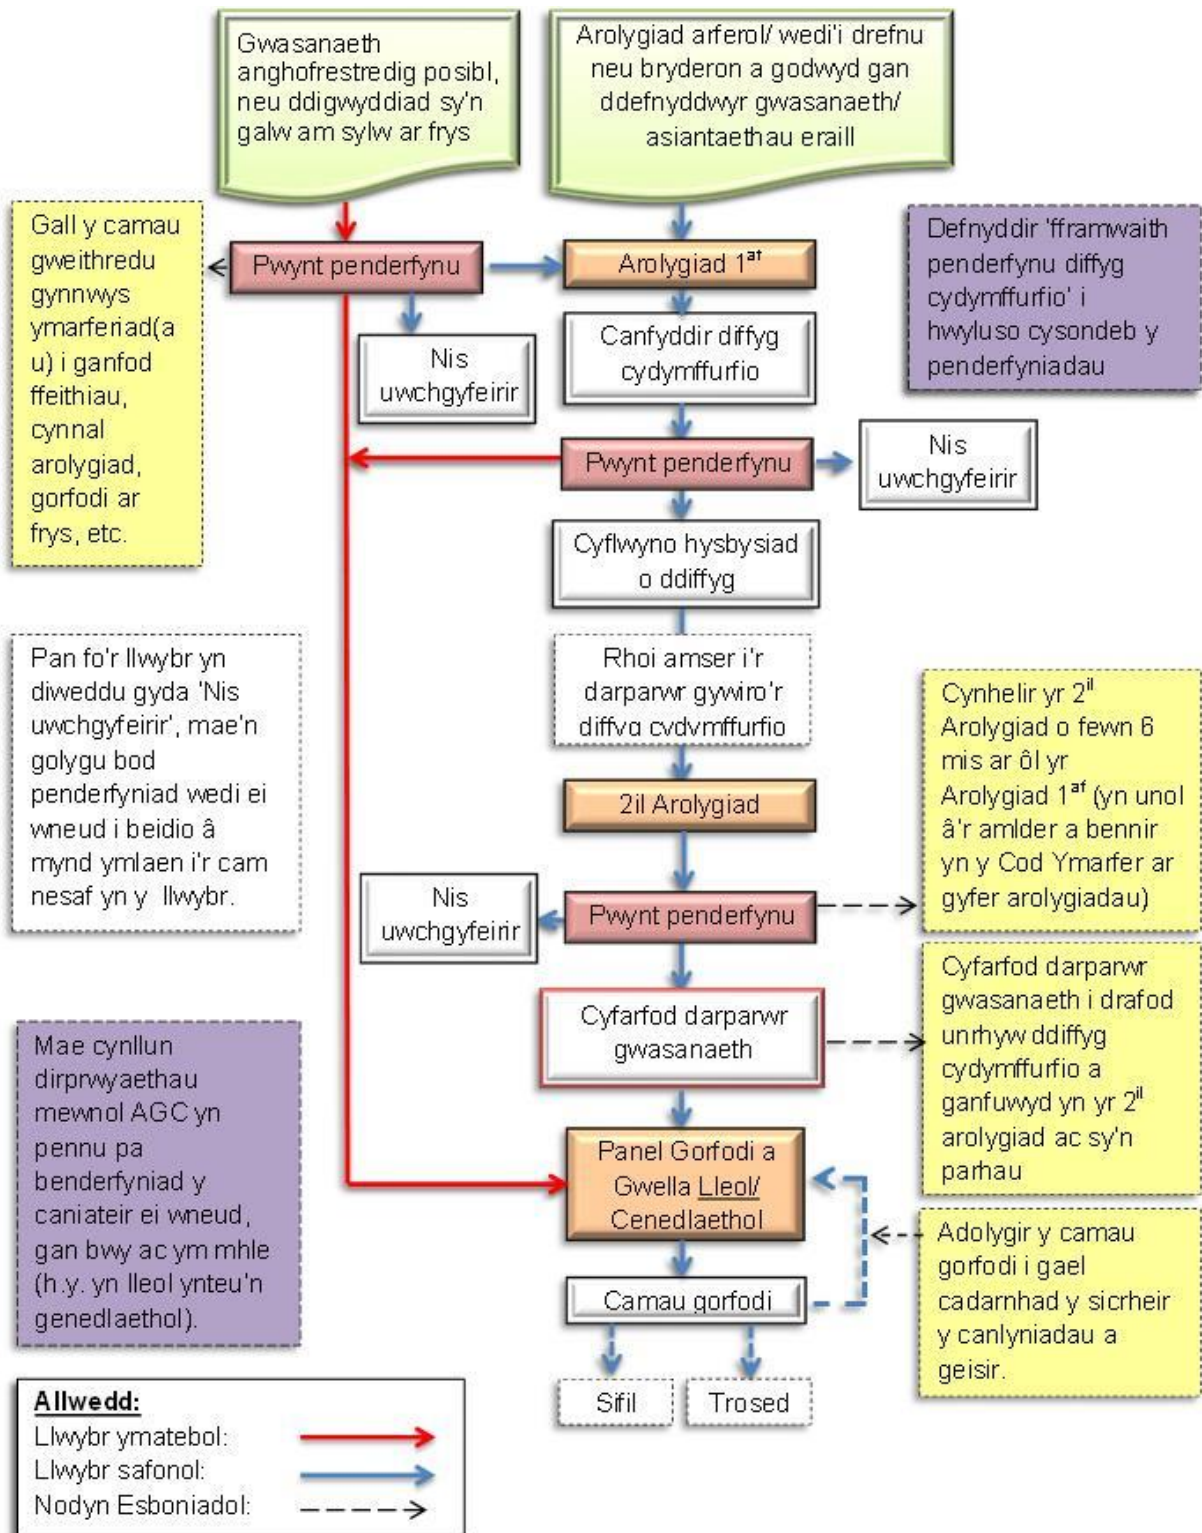 Gwasanaeth
anghofrestredig posibl,
neu ddigwyddiad sy'n
galw am sylw ar frys
Arolygiad arferol/ wedi'i drefnu
neu bryderon a godwyd gan
ddefnyddwyr gwasanaeth/
asiantaethau eraill
Gall y camau
gweithredu
gynnwys
ymarferiad(a
u) i ganfod
ffeithiau,
cynnal
arolygiad,
gorfodi ar
frys, etc.
Pwynt penderfynu
Arolygiad 1af
Defnyddir 'fframwaith
penderfynu diffyg
cydymffurfio' i
hwyluso cysondeb y
penderfyniadau
Nis
uwchgyfeirir
Canfyddir diffyg
cydymffurfio
Pwynt penderfynu
Nis
uwchgyfeirir
Cyflwyno hysbysiad
o ddiffyg
Pan fo'r llwybr yn
diweddu gyda 'Nis
uwchgyfeirir', mae'n
golygu bod
penderfyniad wedi ei
wneud i beidio â
mynd ymlaen i'r cam
nesaf yn y llwybr.
Rhoi amser i'r
darparwr gywiro'r
diffyg cydymffurfio
2il Arolygiad
Cynhelir yr 2il
Arolygiad o fewn 6
mis ar ôl yr
Arolygiad 1af (yn unol
â'r amlder a bennir
yn y Cod Ymarfer ar
gyfer arolygiadau)
Nis
uwchgyfeirir
Pwynt penderfynu
Cyfarfod darparwr
gwasanaeth
Cyfarfod darparwr
gwasanaeth i drafod
unrhyw ddiffyg
cydymffurfio a
ganfuwyd yn yr 2il
arolygiad ac sy'n
parhau
Mae cynllun
dirprwyaethau
mewnol AGC yn
pennu pa
benderfyniad y
caniateir ei wneud,
gan bwy ac ym mhle
(h.y. yn lleol ynteu'n
genedlaethol).
Panel Gorfodi a
Gwella Lleol/
Cenedlaethol
Camau gorfodi
Adolygir y camau
gorfodi i gael
cadarnhad y sicrheir
y canlyniadau a
geisir.
Sifil
Trosed
Allwedd:
Llwybr ymatebol:
Llwybr safonol:
Nodyn Esboniadol: